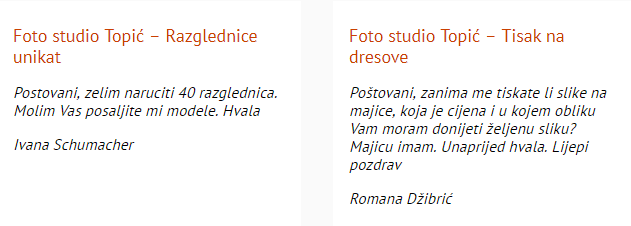 Foto studio Topić – Razglednice
unikat
Postovani, zelim naruciti 40 razglednica.
Molim Vas posaljite mi modele. Hvala
Ivana Schumacher
Foto studio Topić – Tisak na
dresove
Poštovani, zanima me tiskate li slike na
majice, koja je cijena i u kojem obliku
Vam moram donijeti željenu sliku?
Majicu imam. Unaprijed hvala. Lijepi
pozdrav
Romana Džibrić